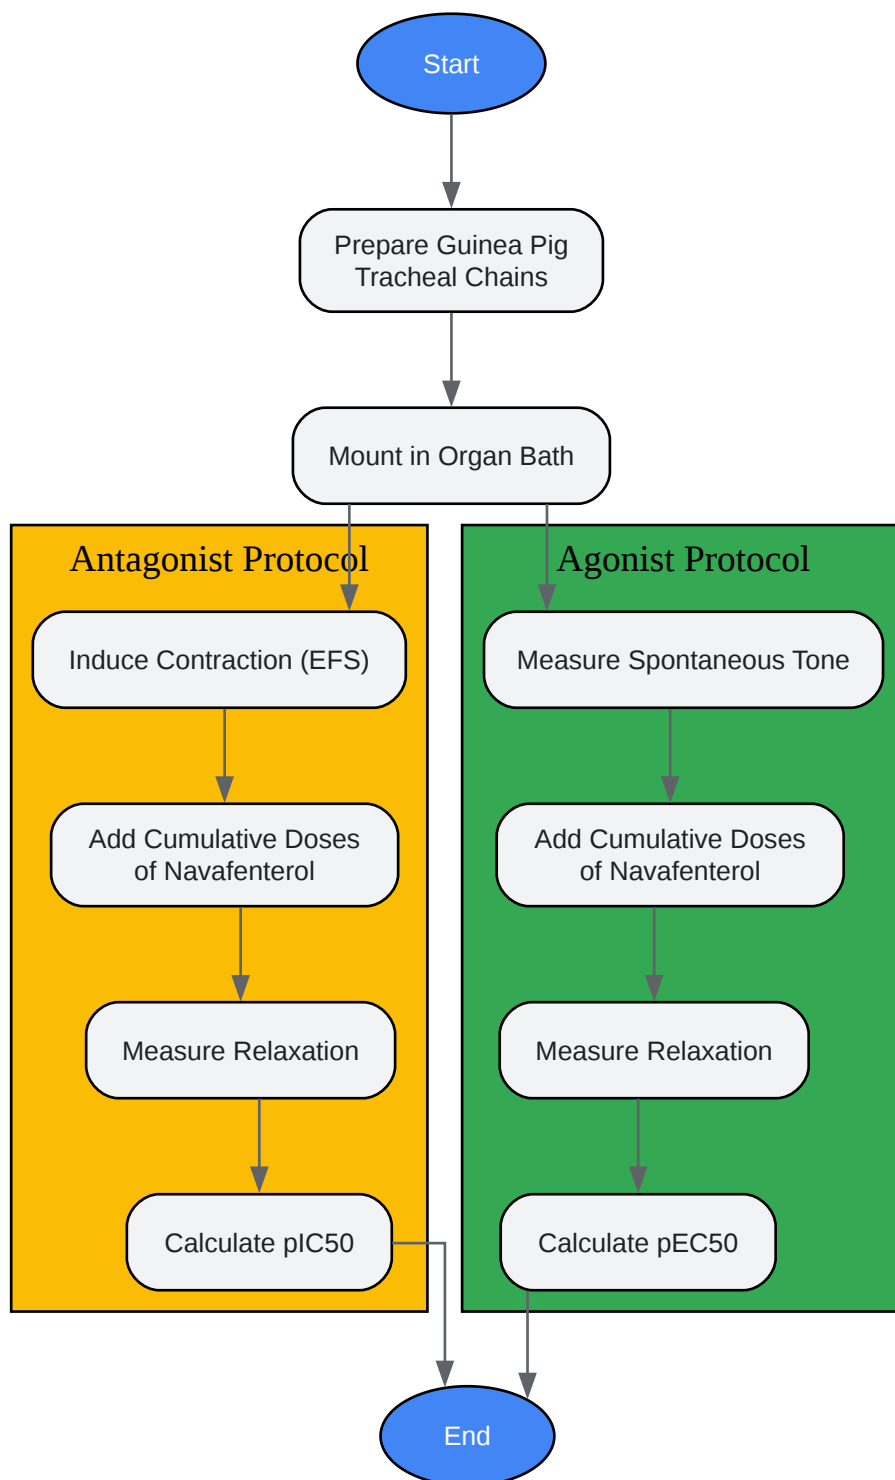 Start
Prepare Guinea Pig
Tracheal Chains
Mount in Organ Bath
Antagonist Protocol
Induce Contraction (EFS)
Add Cumulative Doses
of Navafenterol
Measure Relaxation
Calculate pIC50
Agonist Protocol
Measure Spontaneous Tone
Add Cumulative Doses
of Navafenterol
Measure Relaxation
Calculate pEC50
End